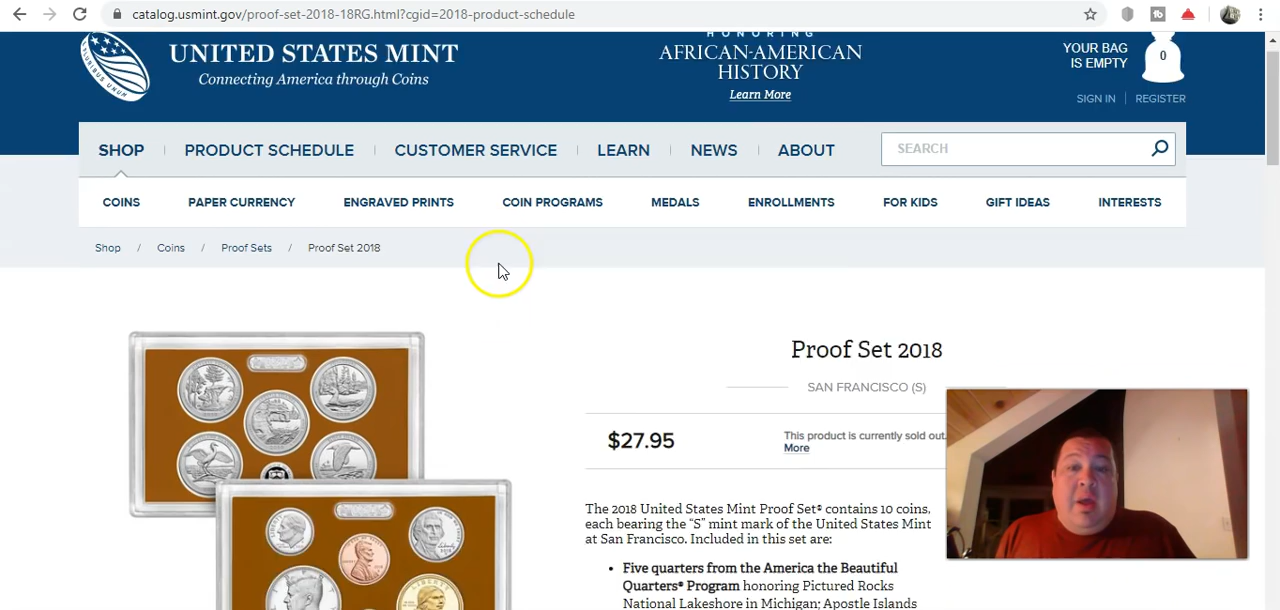 catalog.usmint.gov/proof-set-2018-18RG.html?cgid=2018-product-schedule
UNITED STATES MINT
Connecting America through Coins
PLURIBUS UNUM
HONORING
AFRICAN-AMERICAN
HISTORY
Learn More
YOUR BAG
IS EMPTY
0
SIGN IN
REGISTER
SHOP
PRODUCT SCHEDULE
CUSTOMER SERVICE
LEARN
NEWS
ABOUT
SEARCH
COINS
PAPER CURRENCY
ENGRAVED PRINTS
COIN PROGRAMS
MEDALS
ENROLLMENTS
FOR KIDS
GIFT IDEAS
INTERESTS
Shop / Coins / Proof Sets / Proof Set 2018
Proof Set 2018
SAN FRANCISCO (S)
$27.95
This product is currently sold out.
More
The 2018 United States Mint Proof Set® contains 10 coins,
each bearing the “S” mint mark of the United States Mint
at San Francisco. Included in this set are:
• Five quarters from the America the Beautiful
Quarters® Program honoring Pictured Rocks
National Lakeshore in Michigan; Apostle Islands